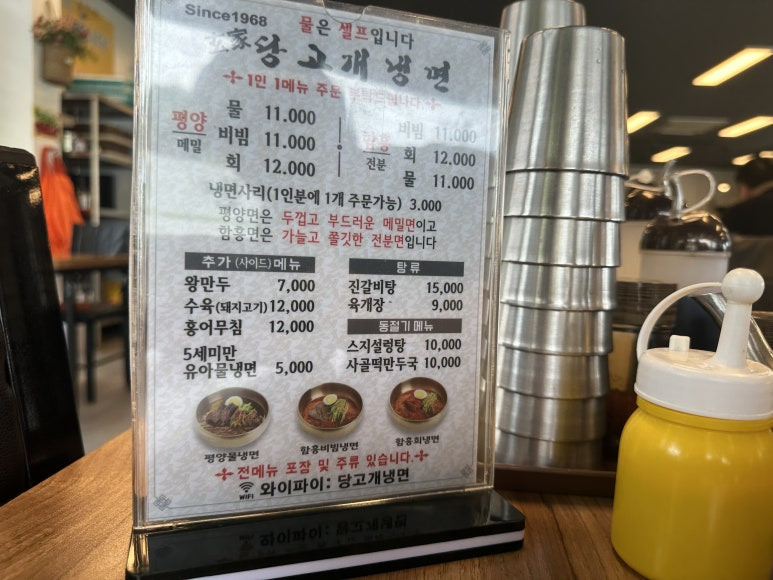 Since1968
물은 셀프입니다
당고개냉면
1인 1메뉴 주문
평양 메밀
물 11.000
비빔 11.000
회 12.000
함흥 전분
비빔 11.000
회 12.000
물 11.000
냉면사리(1인분에 1개 주문가능) 3.000
평양면은 두껍고 부드러운 메밀면이고
함흥면은 가늘고 쫄깃한 전분면입니다
추가 (사이드) 메뉴
왕만두 7,000
수육(돼지고기) 12,000
홍어무침 12,000
5세미만
유아물냉면 5,000
탕류
진갈비탕 15,000
육개장 9,000
동절기메뉴
스지설렁탕 10,000
사골떡만두국 10,000
평양물냉면
함흥비빔냉면
함흥회냉면
전메뉴 포장 및 주류 있습니다.
WiFi 와이파이: 당고개냉면